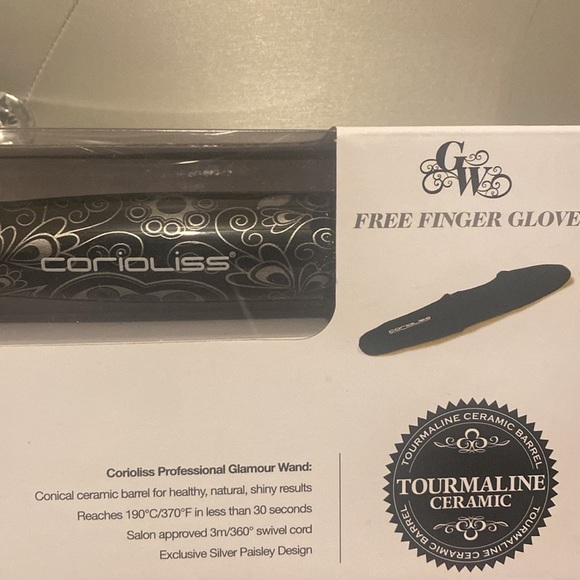 GW
FREE FINGER GLOVE
corioliss®
corioliss
Corioliss Professional Glamour Wand:
Conical ceramic barrel for healthy, natural, shiny results
Reaches 190°C/370°F in less than 30 seconds
Salon approved 3m/360° swivel cord
Exclusive Silver Paisley Design
TOURMALINE CERAMIC BARREL
TOURMALINE
CERAMIC
TOURMALINE CERAMIC BARREL